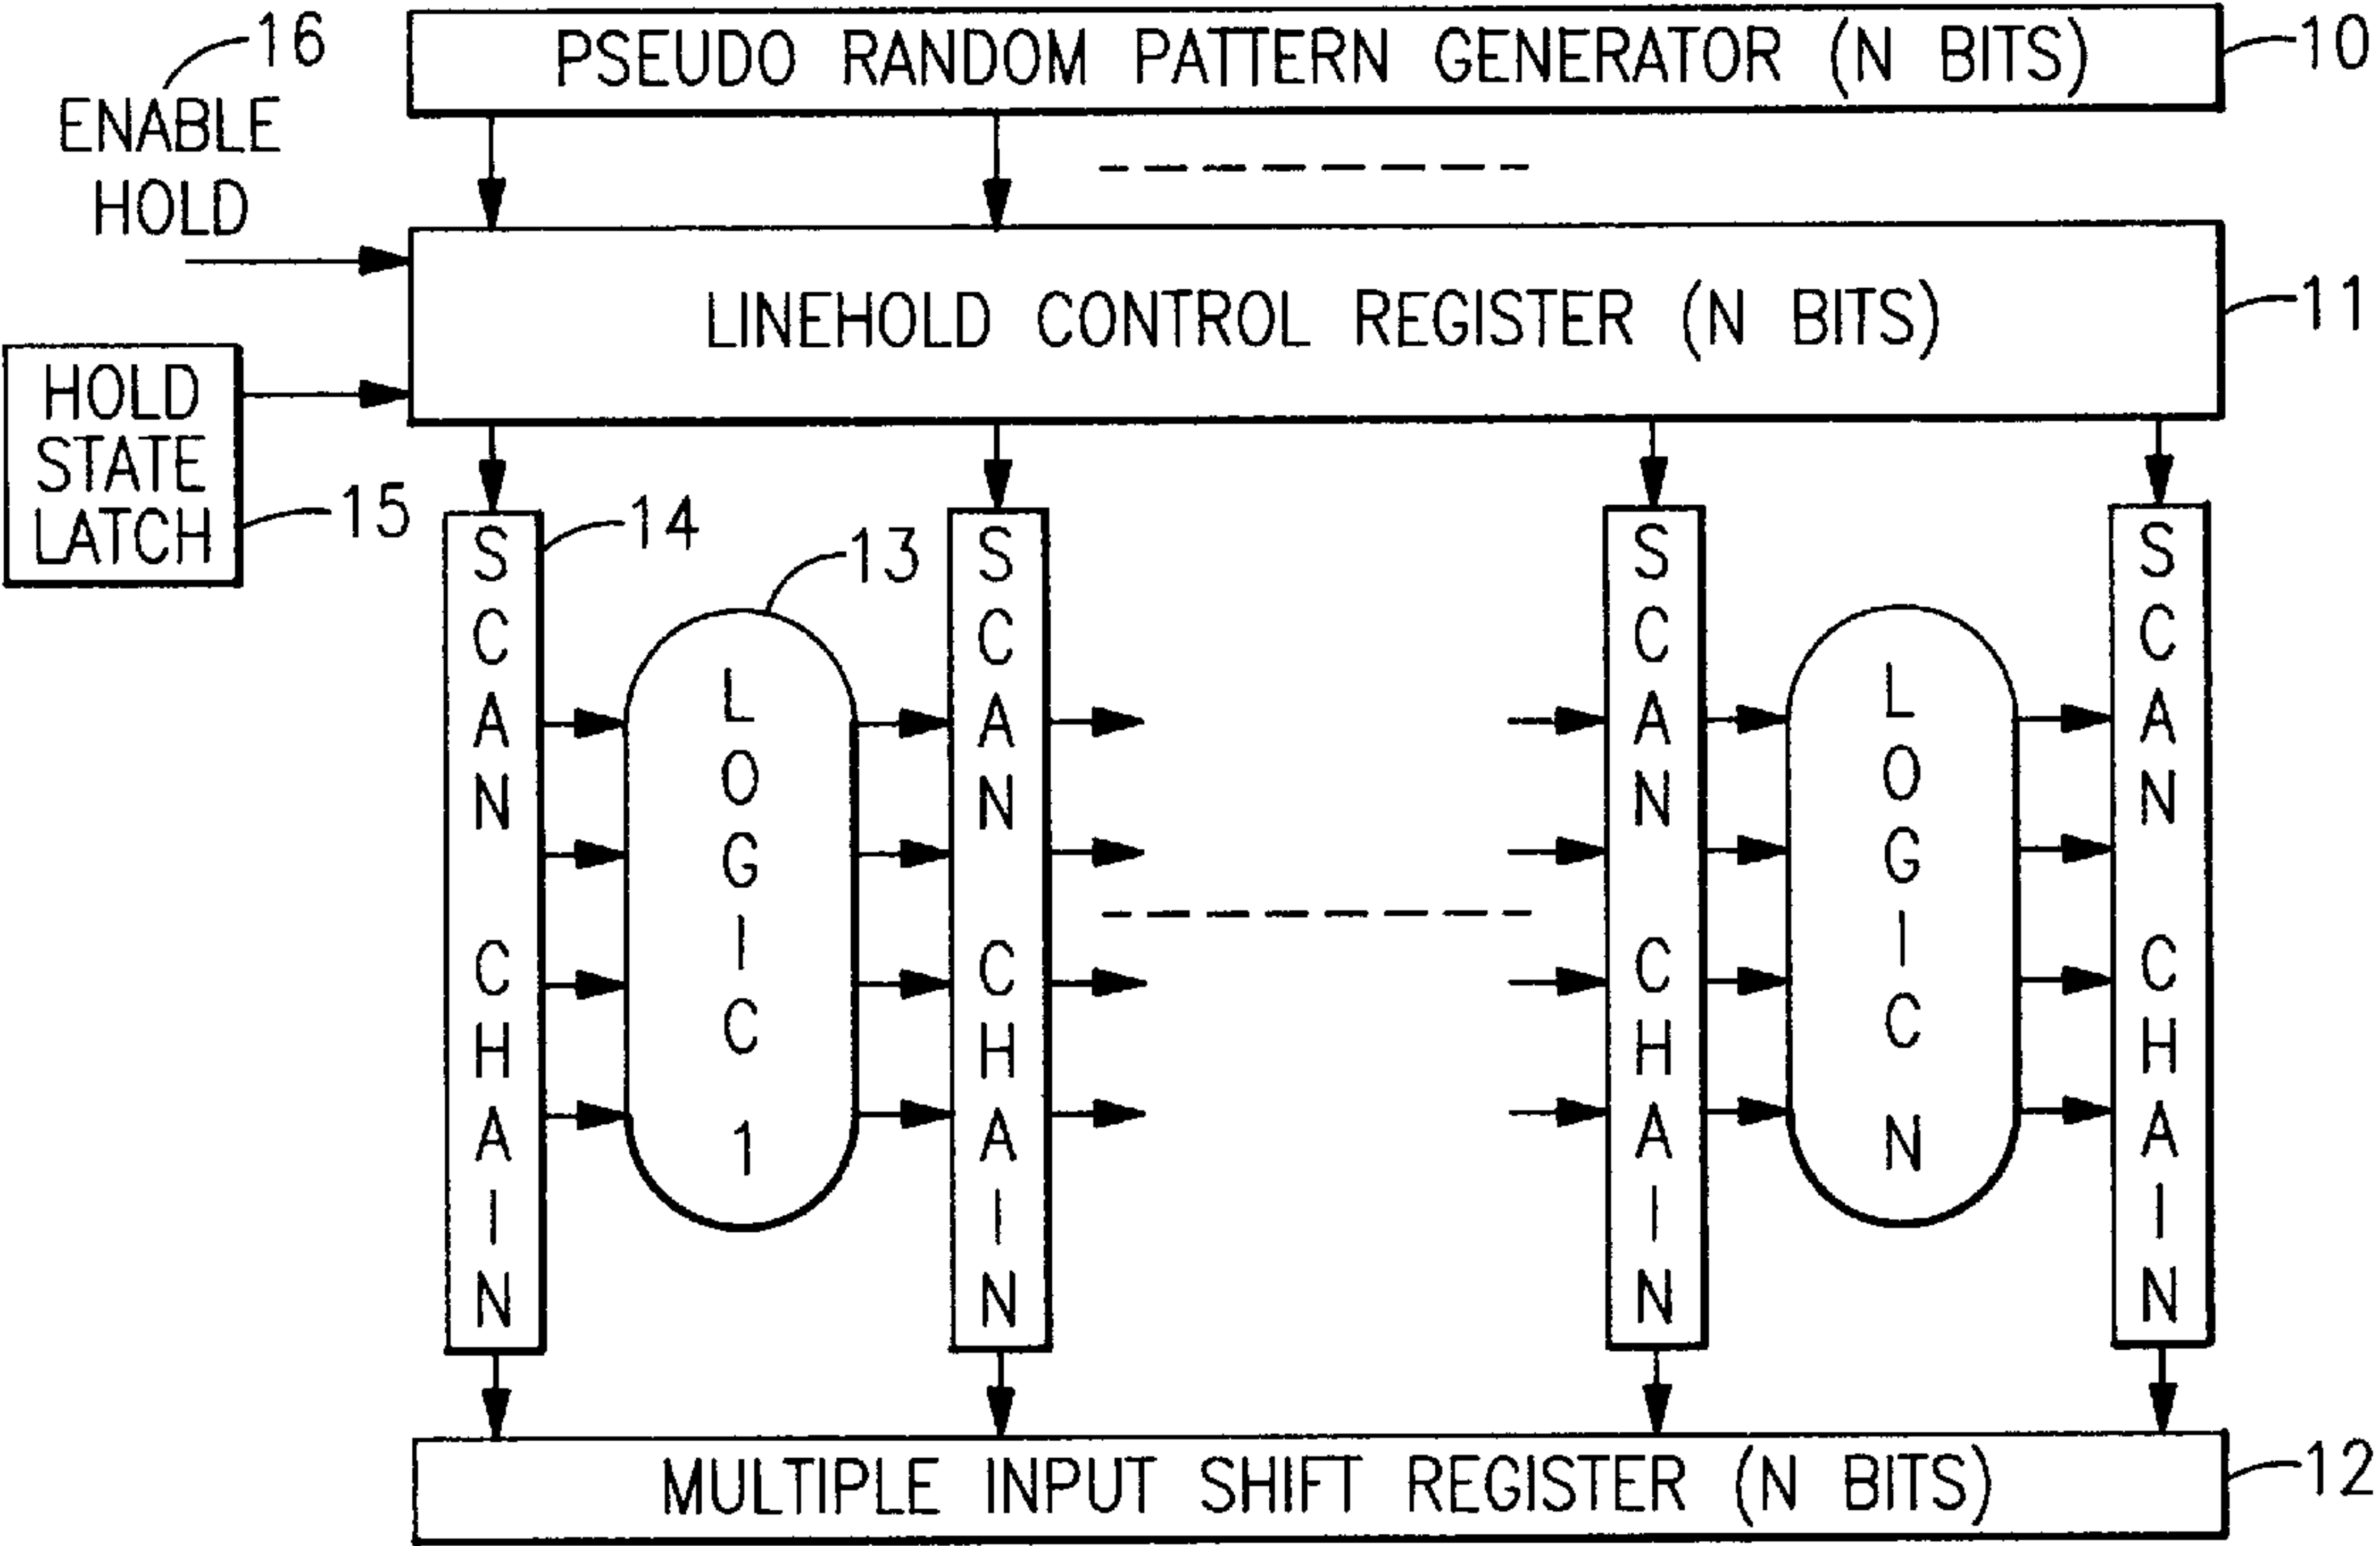 16
PSEUDO RANDOM PATTERN GENERATOR (N BITS)
10
ENABLE
HOLD
LINEHOLD CONTROL REGISTER (N BITS)
11
HOLD
STATE
LATCH
15
14
13
SCAN CHAIN
LOGIC 1
SCAN CHAIN
SCAN CHAIN
LOGIC N
SCAN CHAIN
MULTIPLE INPUT SHIFT REGISTER (N BITS)
12